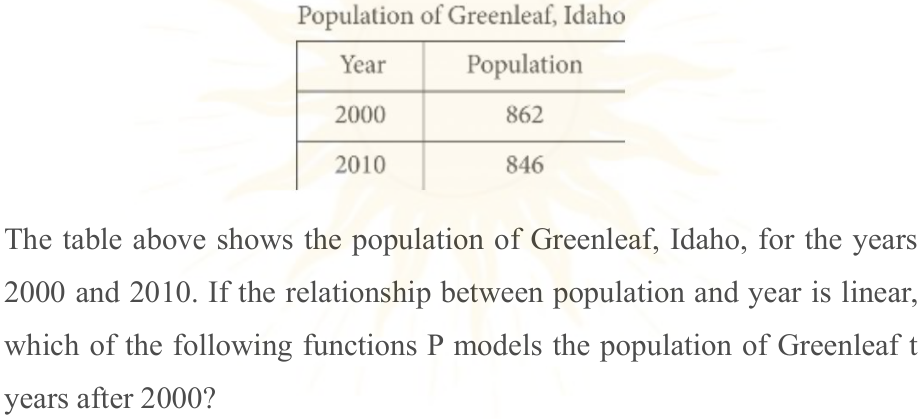 Population of Greenleaf, Idaho
Year Population
2000 862
2010 846
The table above shows the population of Greenleaf, Idaho, for the years
2000 and 2010. If the relationship between population and year is linear,
which of the following functions P models the population of Greenleaf t
years after 2000?